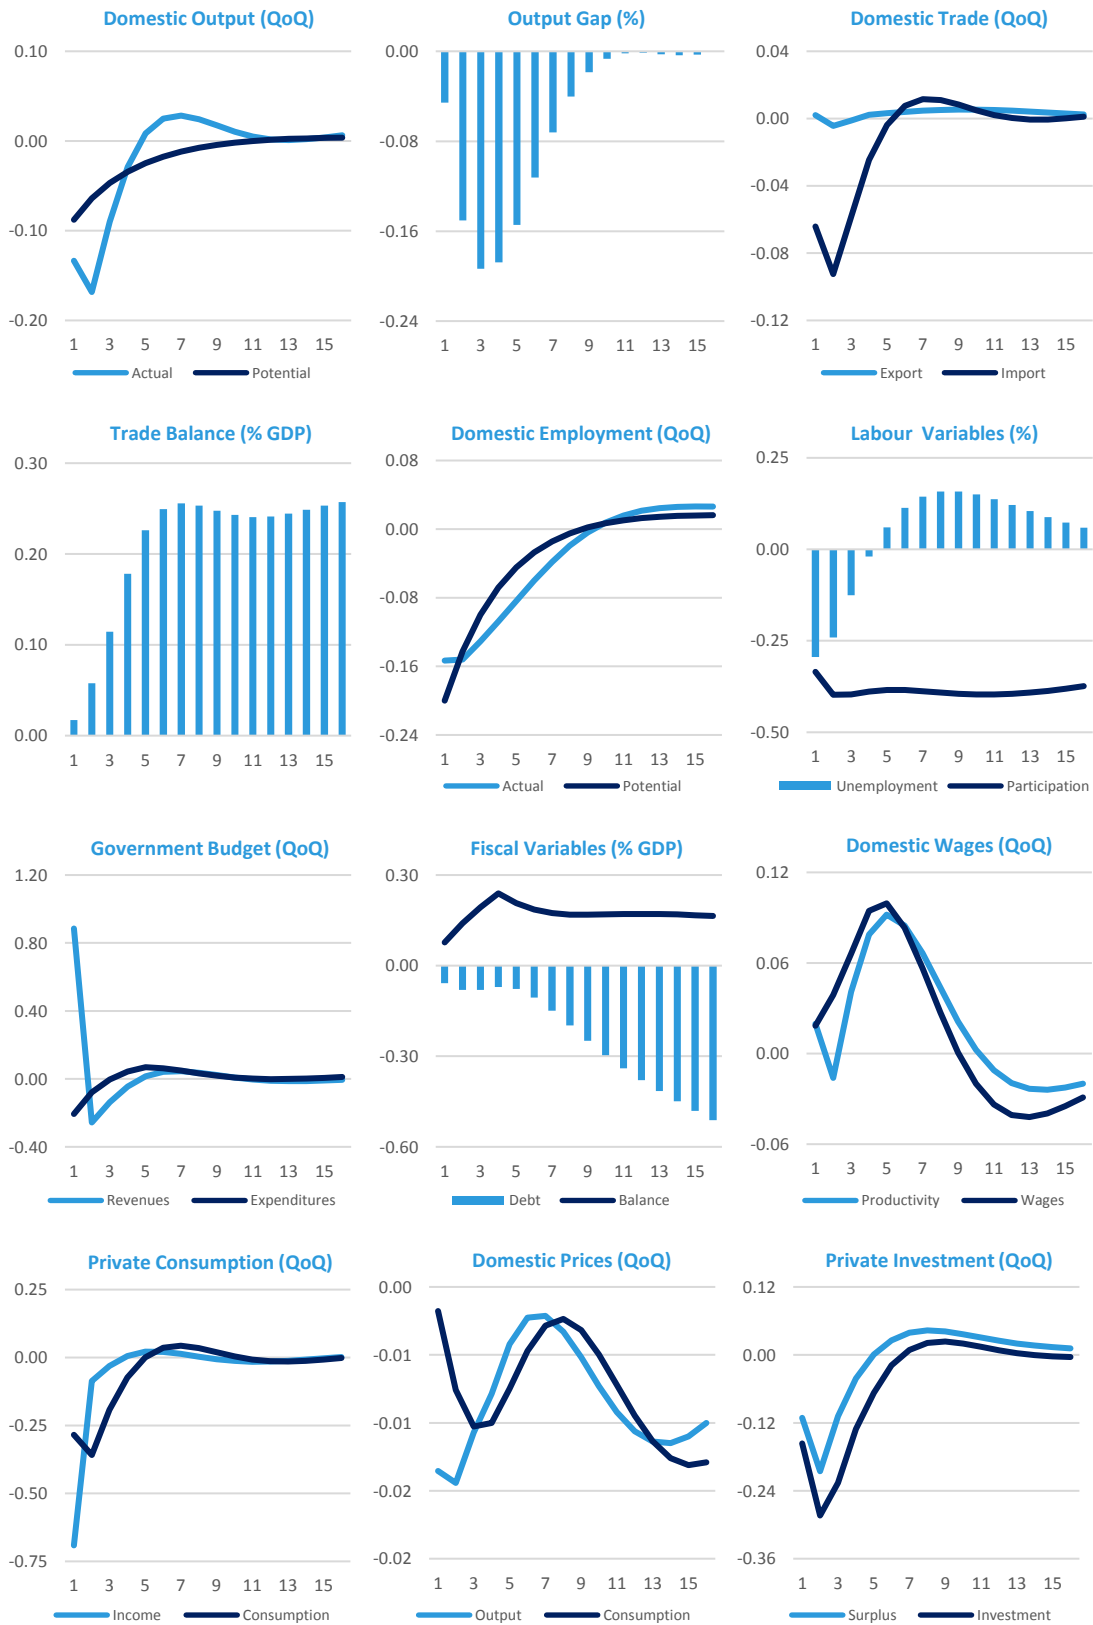 Domestic Output (QoQ)
0.10
0.00
-0.10
-0.20
1 3 5 7 9 11 13 15
Actual Potential
Output Gap (%)
0.00
-0.08
-0.16
-0.24
1 3 5 7 9 11 13 15
Domestic Trade (QoQ)
0.04
0.00
-0.04
-0.08
-0.12
1 3 5 7 9 11 13 15
Export Import
Trade Balance (% GDP)
0.30
0.20
0.10
0.00
1 3 5 7 9 11 13 15
Domestic Employment (QoQ)
0.08
0.00
-0.08
-0.16
-0.24
1 3 5 7 9 11 13 15
Actual Potential
Labour Variables (%)
0.25
0.00
-0.25
-0.50
1 3 5 7 9 11 13 15
Unemployment Participation
Government Budget (QoQ)
1.20
0.80
0.40
0.00
-0.40
1 3 5 7 9 11 13 15
Revenues Expenditures
Fiscal Variables (% GDP)
0.30
0.00
-0.30
-0.60
1 3 5 7 9 11 13 15
Debt Balance
Domestic Wages (QoQ)
0.12
0.06
0.00
-0.06
1 3 5 7 9 11 13 15
Productivity Wages
Private Consumption (QoQ)
0.25
0.00
-0.25
-0.50
-0.75
1 3 5 7 9 11 13 15
Income Consumption
Domestic Prices (QoQ)
0.00
-0.01
-0.01
-0.02
-0.02
1 3 5 7 9 11 13 15
Output Consumption
Private Investment (QoQ)
0.12
0.00
-0.12
-0.24
-0.36
1 3 5 7 9 11 13 15
Surplus Investment